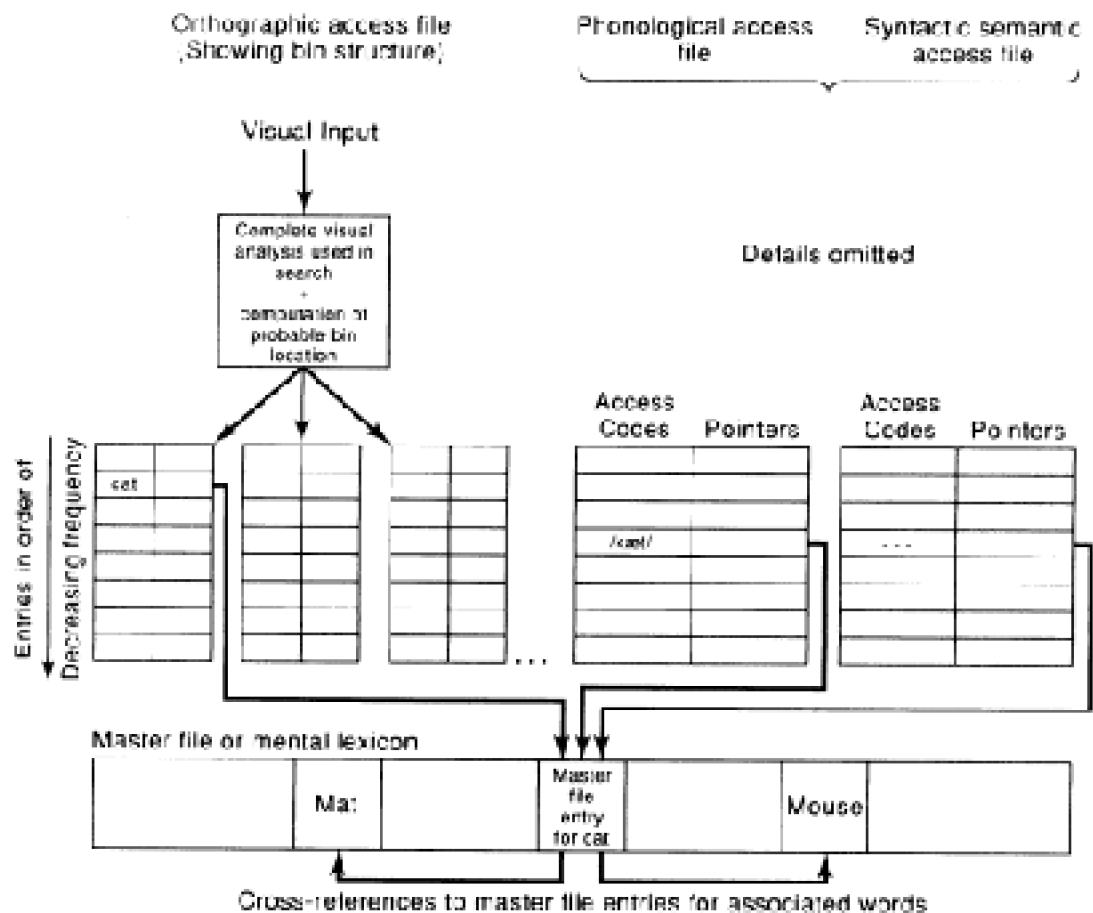 Orthographic access file
(Showing bin structure)
Phonological access
file
Syntactic semantic
access file
Visual Input
Complete visual
analysis used in
search
+
computation of
probable bin
location
Details omitted
Access
Codes Pointers
Access
Codes Pointers
Entries in order of
Decreasing frequency
cat
/kæt/
...
...
Master file or mental lexicon
Mat
Master
file
entry
for cat
Mouse
Cross-references to master file entries for associated words